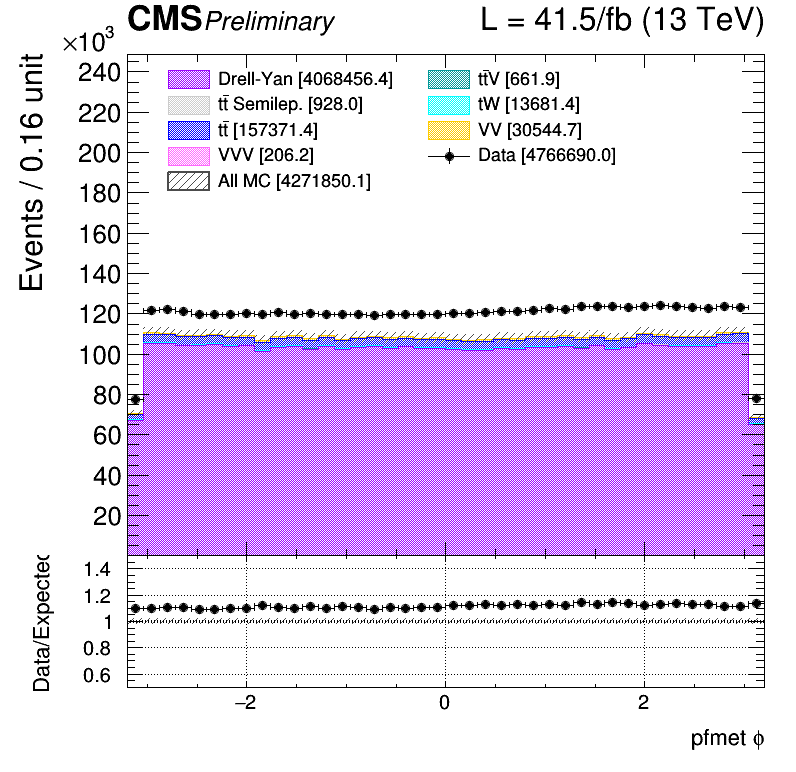 CMS Preliminary L = 41.5/fb (13 TeV)
×10³
Events / 0.16 unit
240
220
200
180
160
140
120
100
80
60
40
20
Drell-Yan [4068456.4]
tt̄ Semilep. [928.0]
tt̄ [157371.4]
VVV [206.2]
All MC [4271850.1]
tt̄V [661.9]
tW [13681.4]
VV [30544.7]
Data [4766690.0]
Data/Expected
1.4
1.2
1
0.8
0.6
−2 0 2
pfmet ϕ